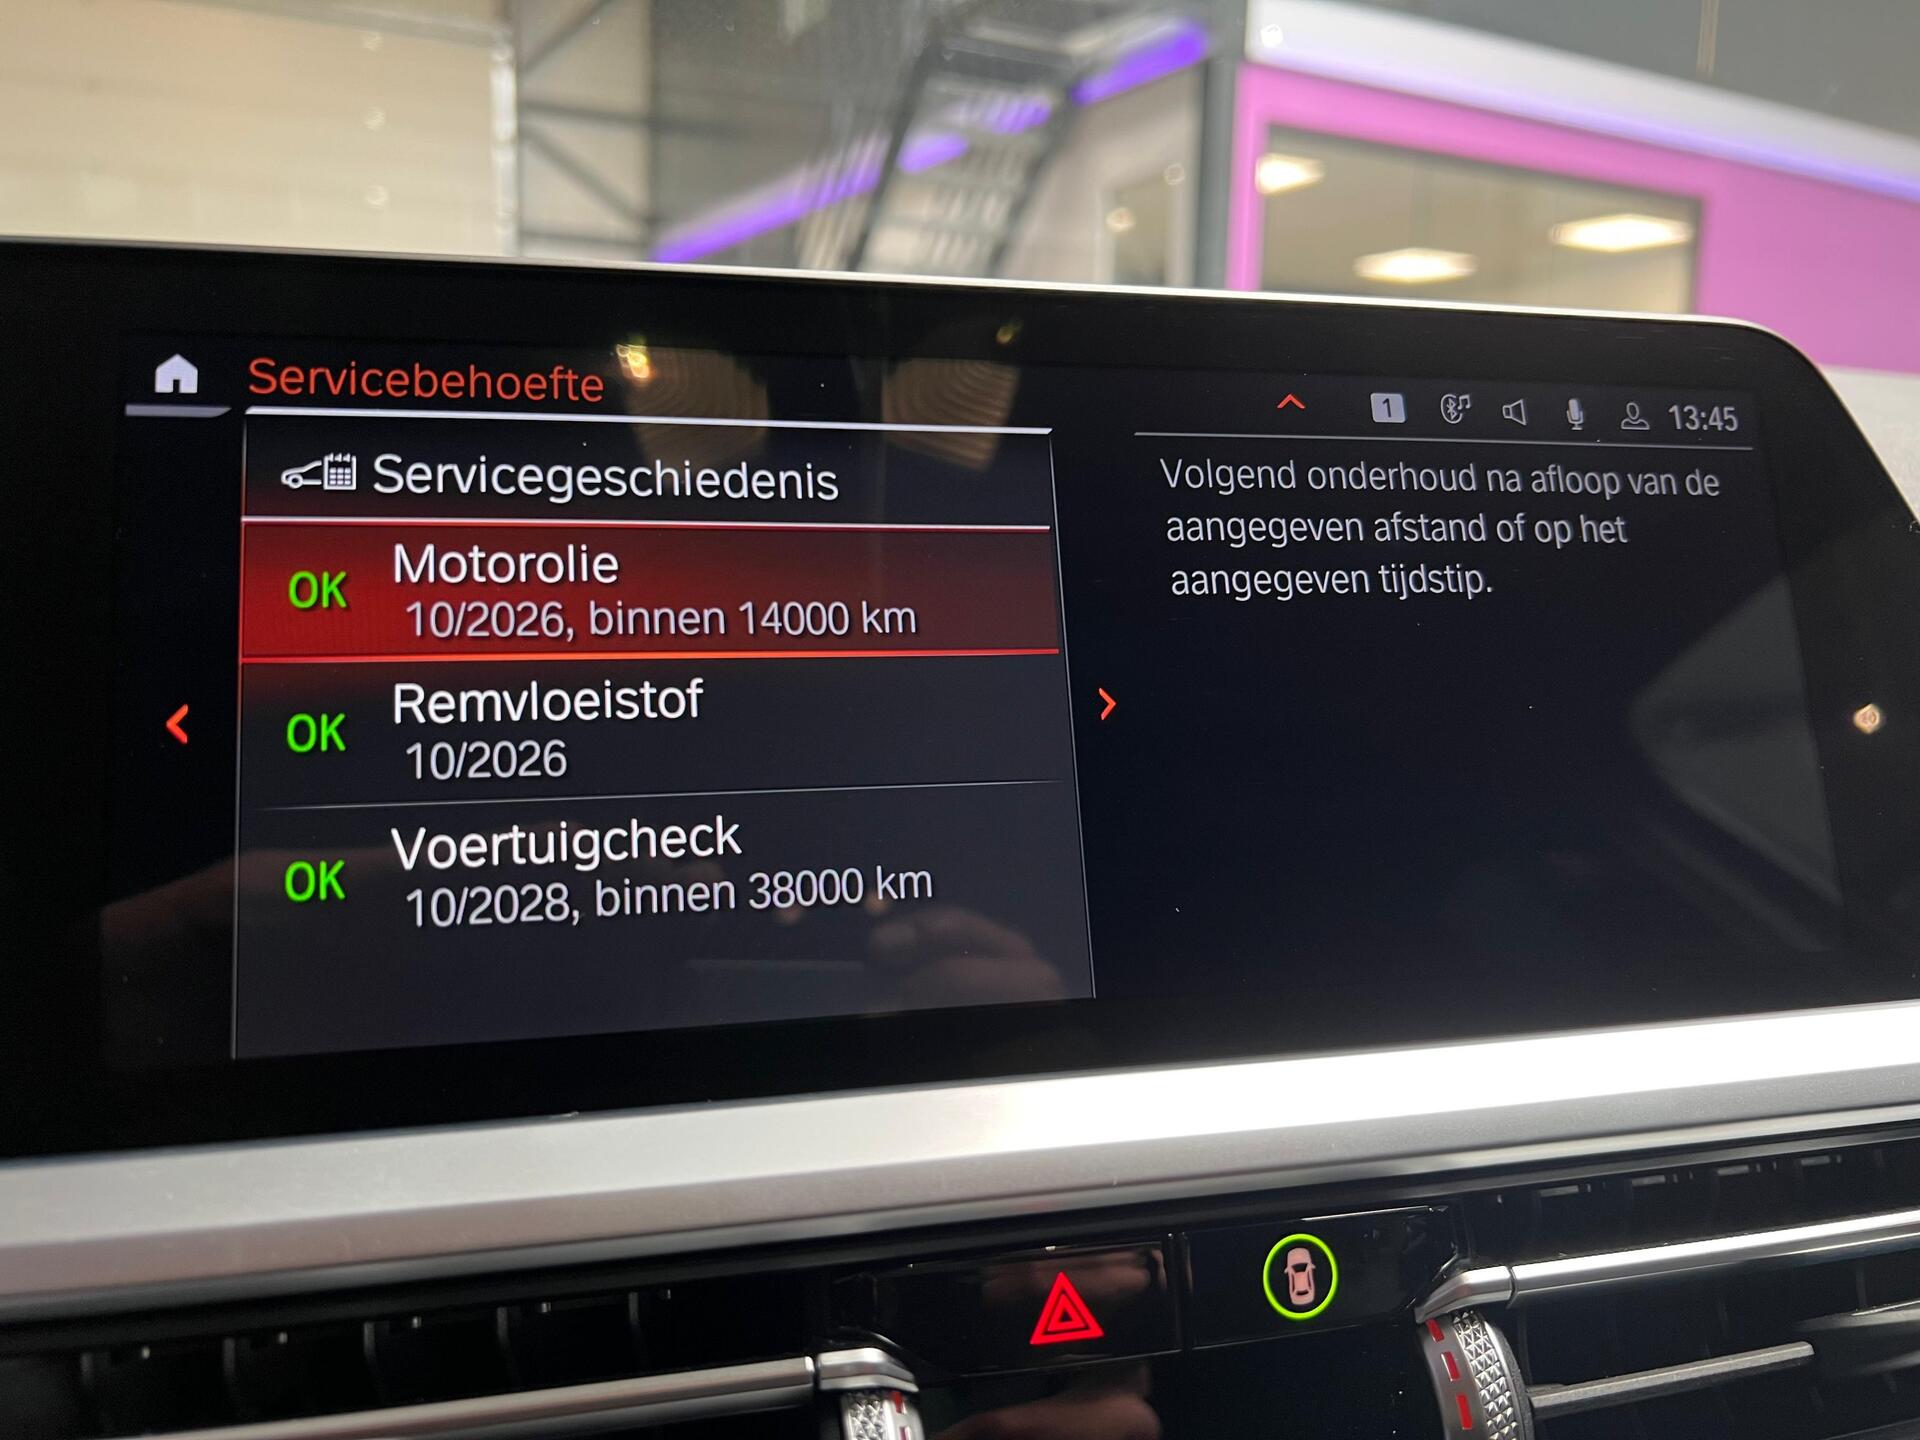 Servicebehoefte
1
13:45
Servicegeschiedenis
OK
Motorolie
10/2026, binnen 14000 km
OK
Remvloeistof
10/2026
OK
Voertuigcheck
10/2028, binnen 38000 km
Volgend onderhoud na afloop van de
aangegeven afstand of op het
aangegeven tijdstip.